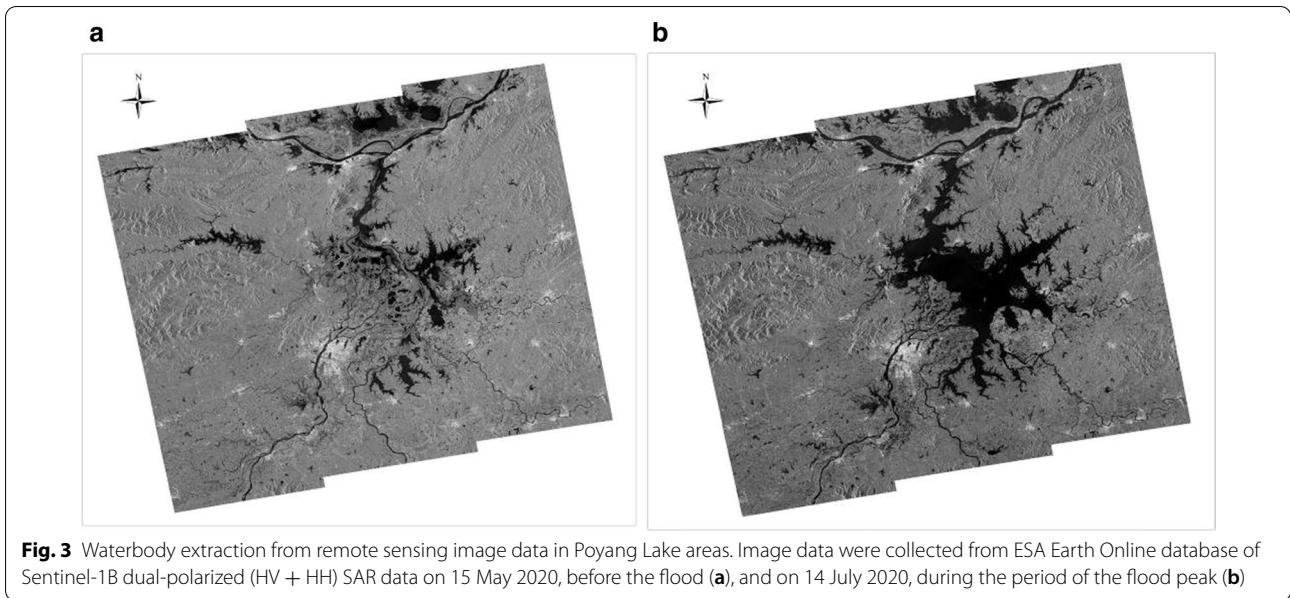 a
b
N
N
Fig. 3 Waterbody extraction from remote sensing image data in Poyang Lake areas. Image data were collected from ESA Earth Online database of
Sentinel-1B dual-polarized (HV + HH) SAR data on 15 May 2020, before the flood (a), and on 14 July 2020, during the period of the flood peak (b)